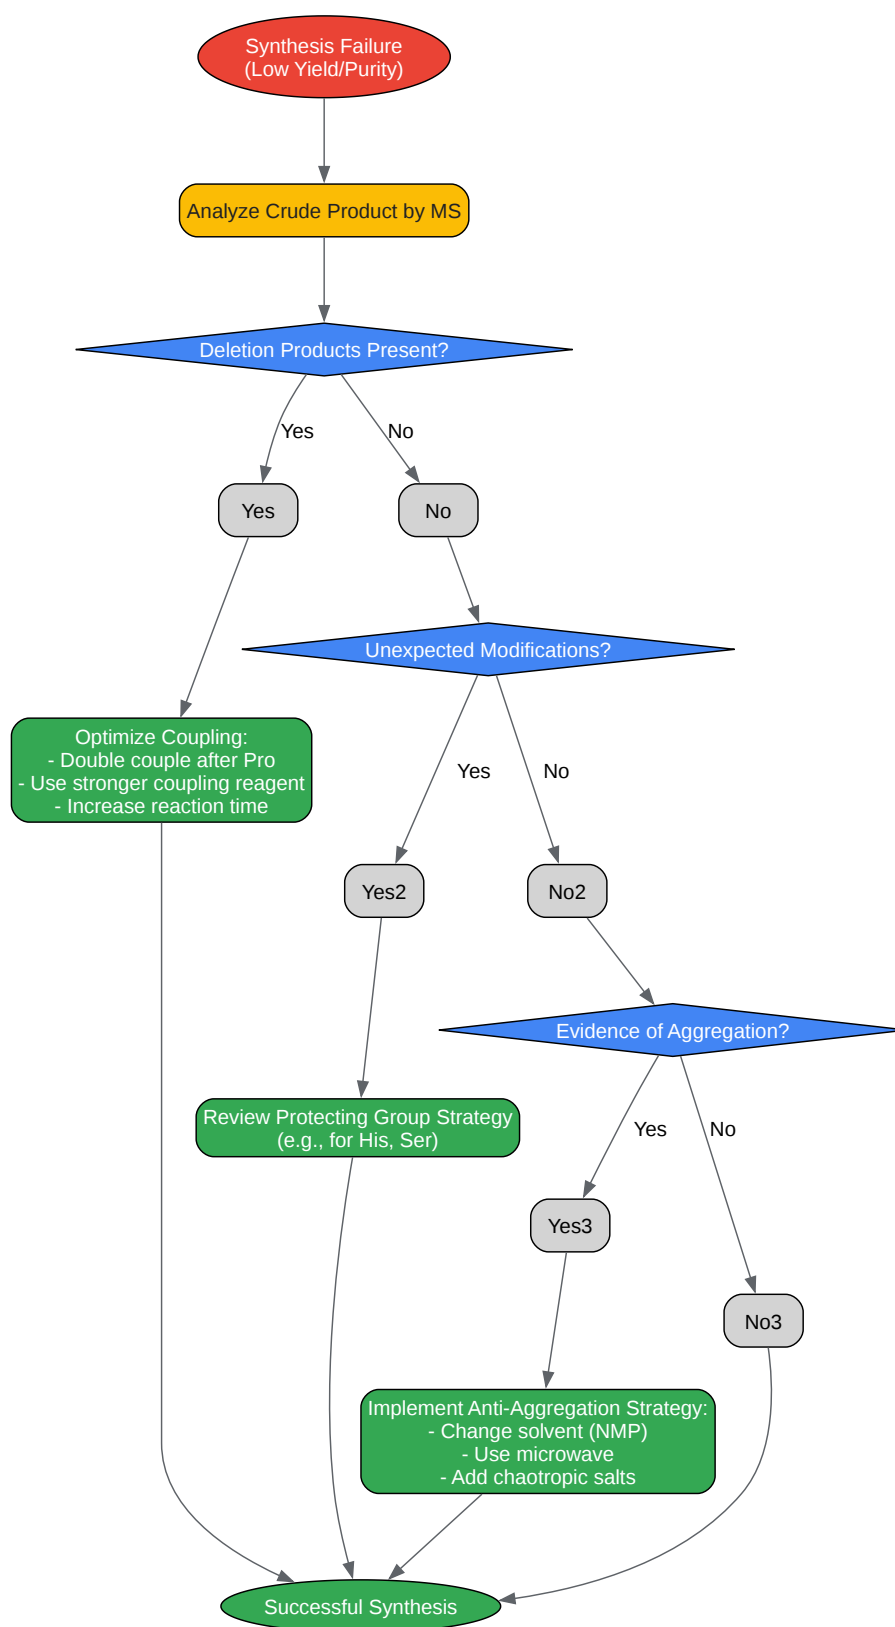 Synthesis Failure
(Low Yield/Purity)
Analyze Crude Product by MS
Deletion Products Present?
Yes
No
Yes
No
Unexpected Modifications?
Optimize Coupling:
- Double couple after Pro
- Use stronger coupling reagent
- Increase reaction time
Yes
No
Yes2
No2
Evidence of Aggregation?
Review Protecting Group Strategy
(e.g., for His, Ser)
Yes
No
Yes3
No3
Implement Anti-Aggregation Strategy:
- Change solvent (NMP)
- Use microwave
- Add chaotropic salts
Successful Synthesis